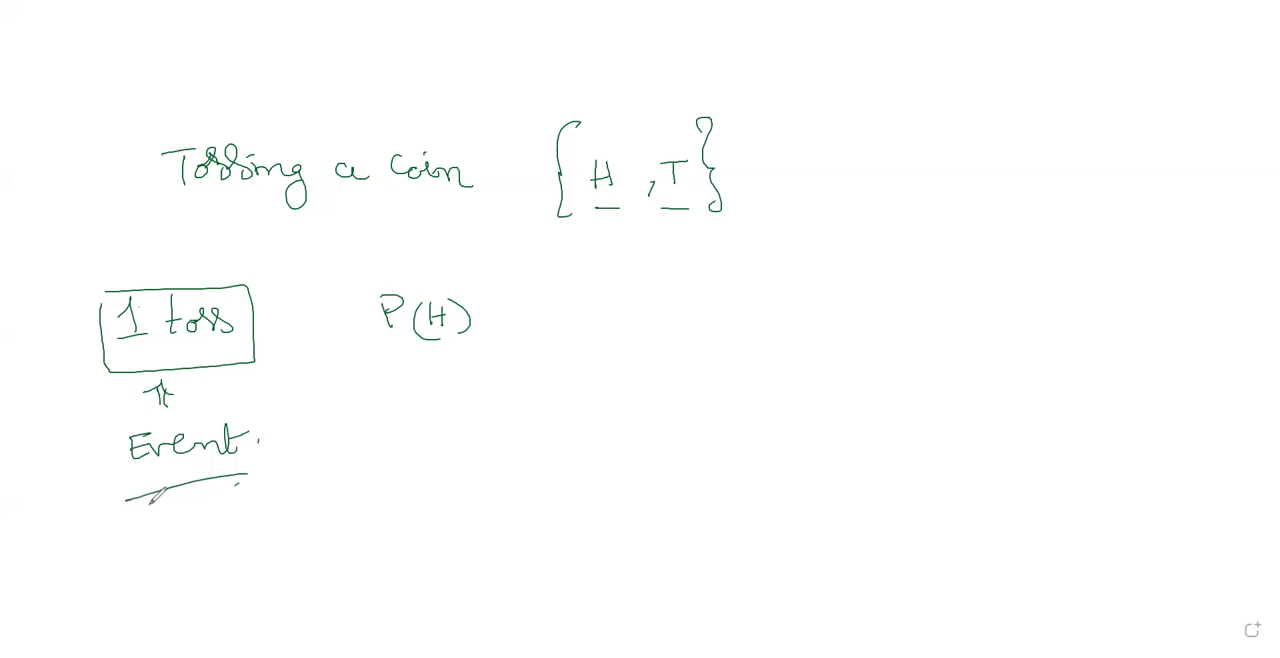 Tossing a Coin { H , T }
1 toss P(H)
Event.